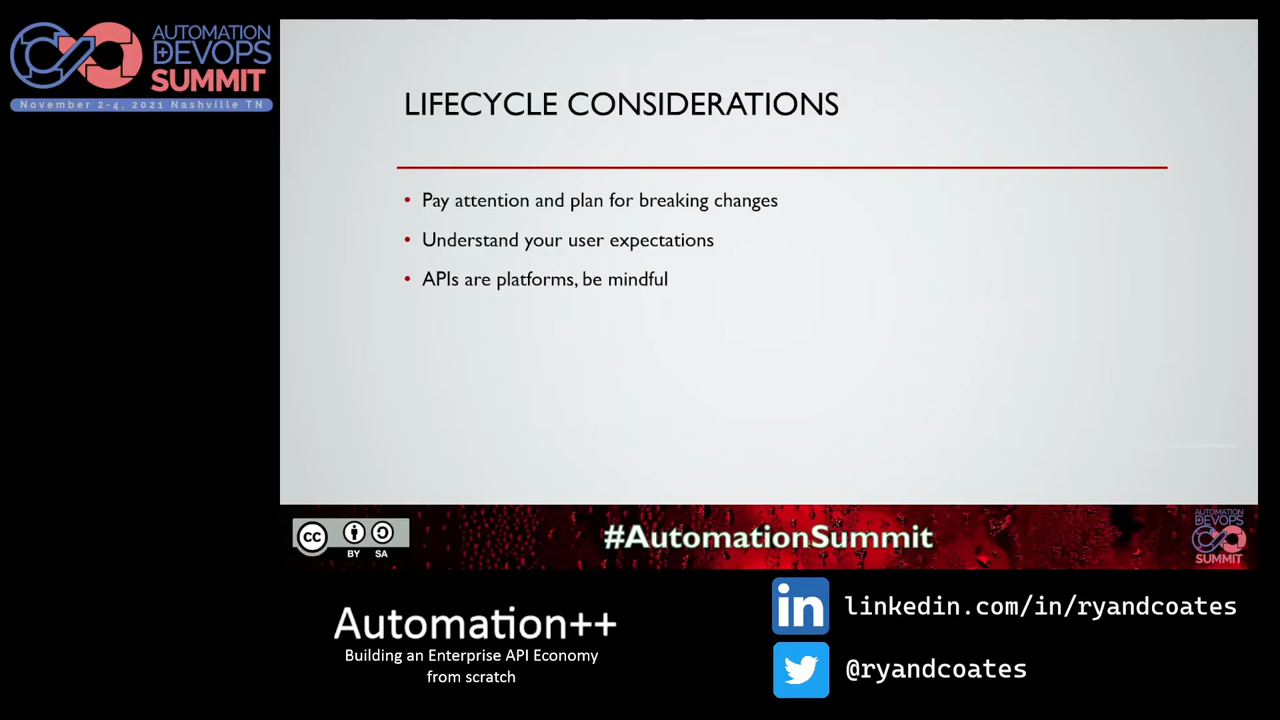 AUTOMATION
DEVOPS
SUMMIT
November 2-4, 2021 Nashville TN
LIFECYCLE CONSIDERATIONS
• Pay attention and plan for breaking changes
• Understand your user expectations
• APIs are platforms, be mindful
cc
BY SA
#AutomationSummit
AUTOMATION
DEVOPS
SUMMIT
Automation++
Building an Enterprise API Economy
from scratch
in linkedin.com/in/ryandcoates
@ryandcoates